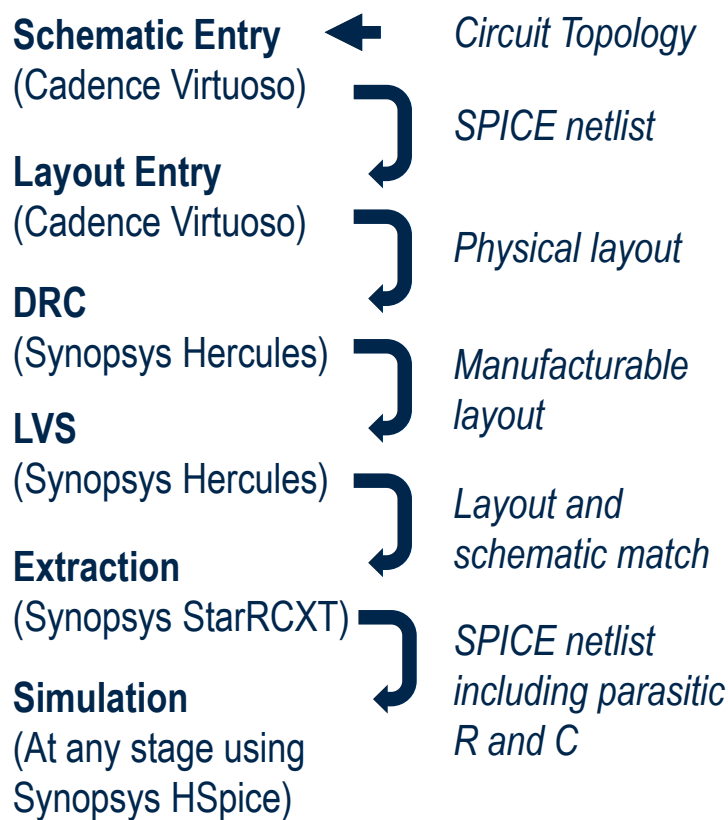 Schematic Entry
(Cadence Virtuoso)
Circuit Topology
SPICE netlist
Layout Entry
(Cadence Virtuoso)
Physical layout
DRC
(Synopsys Hercules)
Manufacturable
layout
LVS
(Synopsys Hercules)
Layout and
schematic match
Extraction
(Synopsys StarRCXT)
SPICE netlist
including parasitic
R and C
Simulation
(At any stage using
Synopsys HSpice)